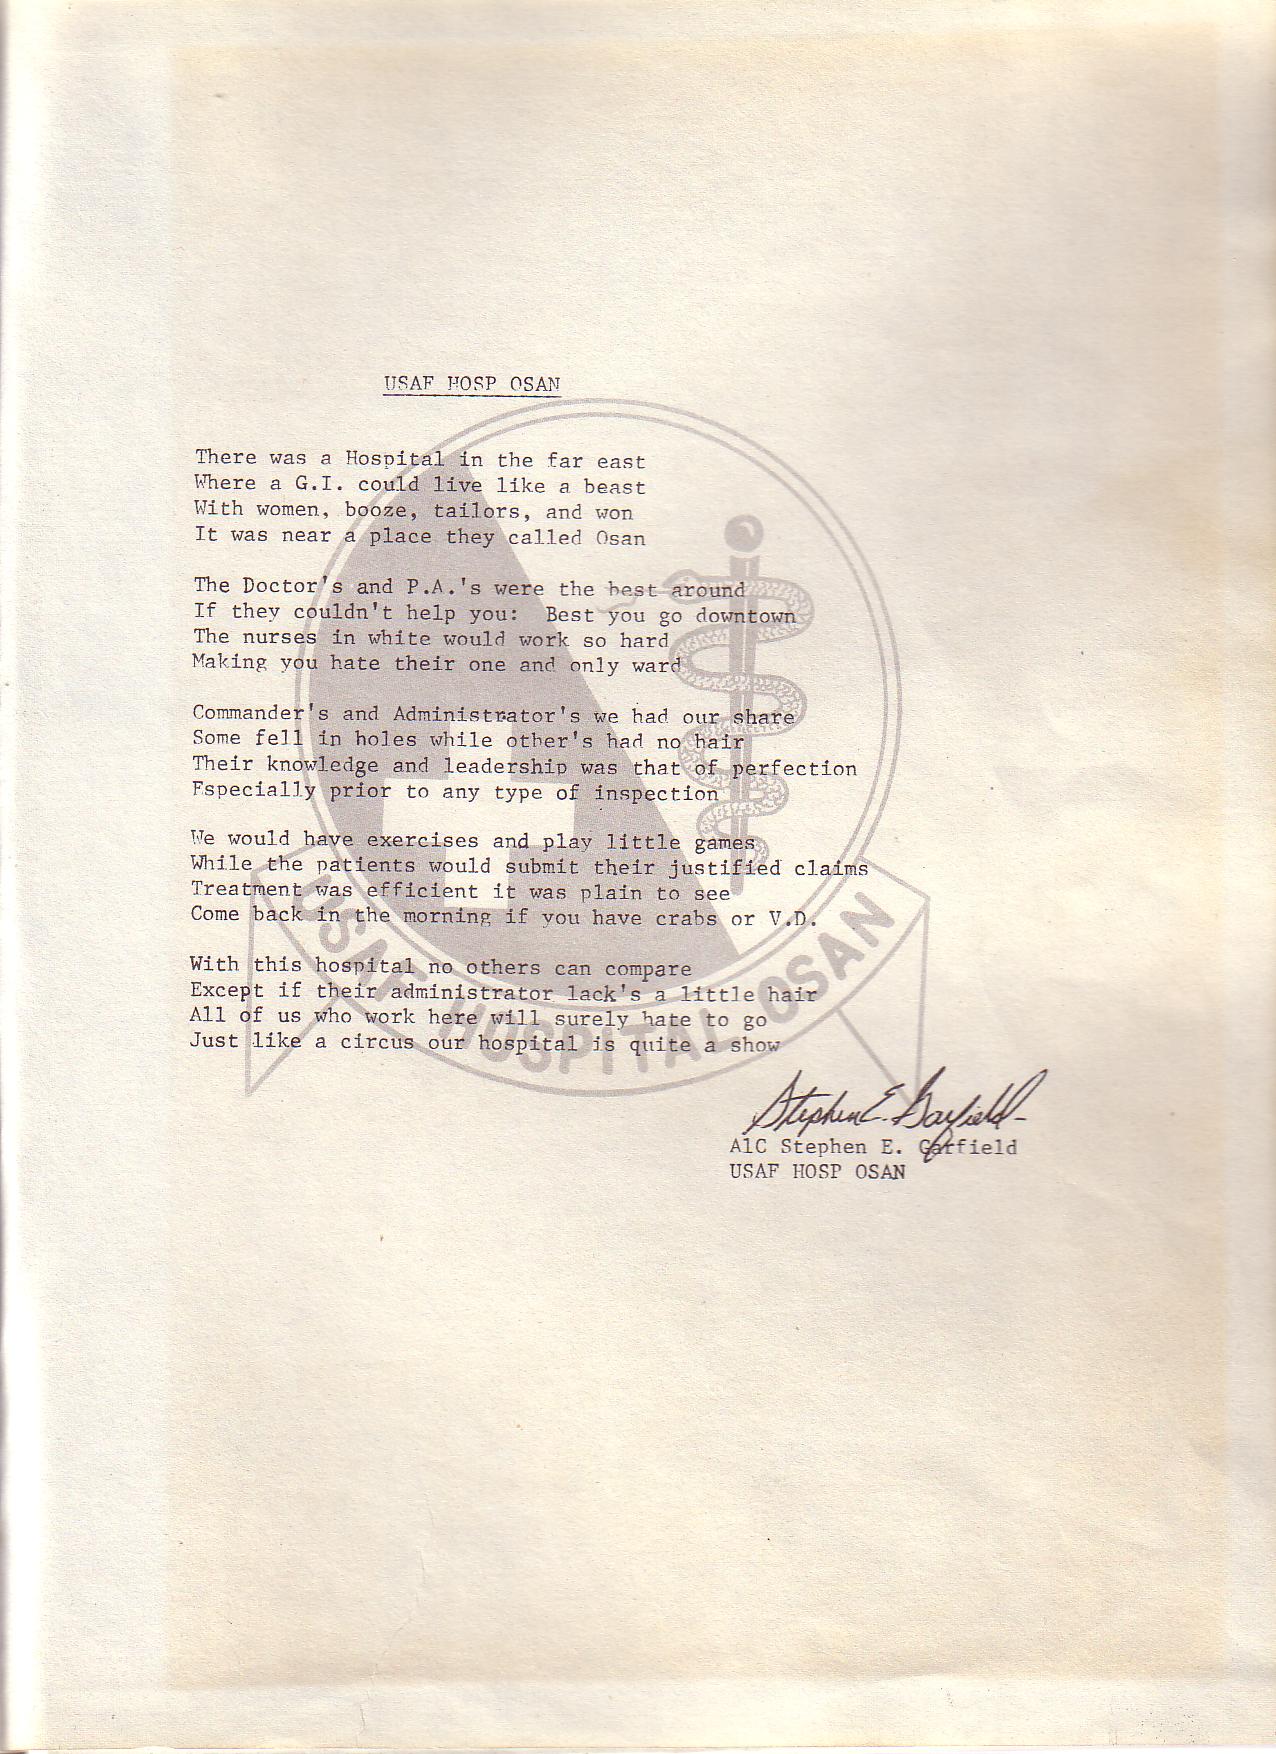 USAF HOSP OSAN
There was a Hospital in the far east
Where a G.I. could live like a beast
With women, booze, tailors, and won
It was near a place they called Osan
The Doctor's and P.A.'s were the best around
If they couldn't help you: Best you go downtown
The nurses in white would work so hard
Making you hate their one and only ward
Commander's and Administrator's we had our share
Some fell in holes while other's had no hair
Their knowledge and leadership was that of perfection
Especially prior to any type of inspection
We would have exercises and play little games
While the patients would submit their justified claims
Treatment was efficient it was plain to see
Come back in the morning if you have crabs or V.D.
With this hospital no others can compare
Except if their administrator lack's a little hair
All of us who work here will surely hate to go
Just like a circus our hospital is quite a show
USAF HOSPITAL OSAN
Stephen E. Garfield
A1C Stephen E. Garfield
USAF HOSP OSAN